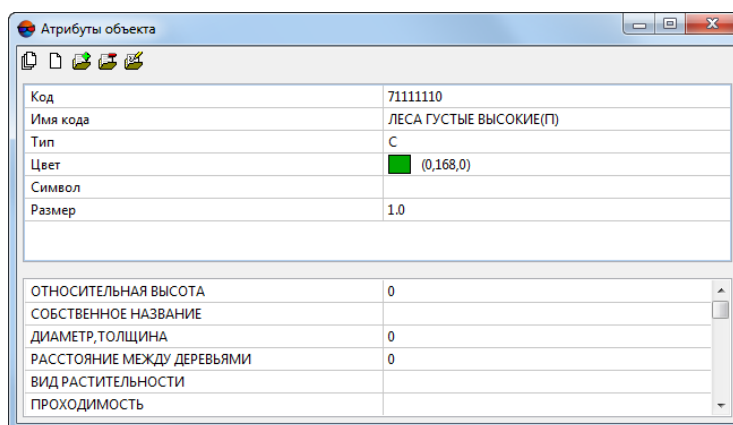 Атрибуты объекта
Код 71111110
Имя кода ЛЕСА ГУСТЫЕ ВЫСОКИЕ(П)
Тип С
Цвет (0,168,0)
Символ
Размер 1.0
ОТНОСИТЕЛЬНАЯ ВЫСОТА 0
СОБСТВЕННОЕ НАЗВАНИЕ
ДИАМЕТР,ТОЛЩИНА 0
РАССТОЯНИЕ МЕЖДУ ДЕРЕВЬЯМИ 0
ВИД РАСТИТЕЛЬНОСТИ
ПРОХОДИМОСТЬ